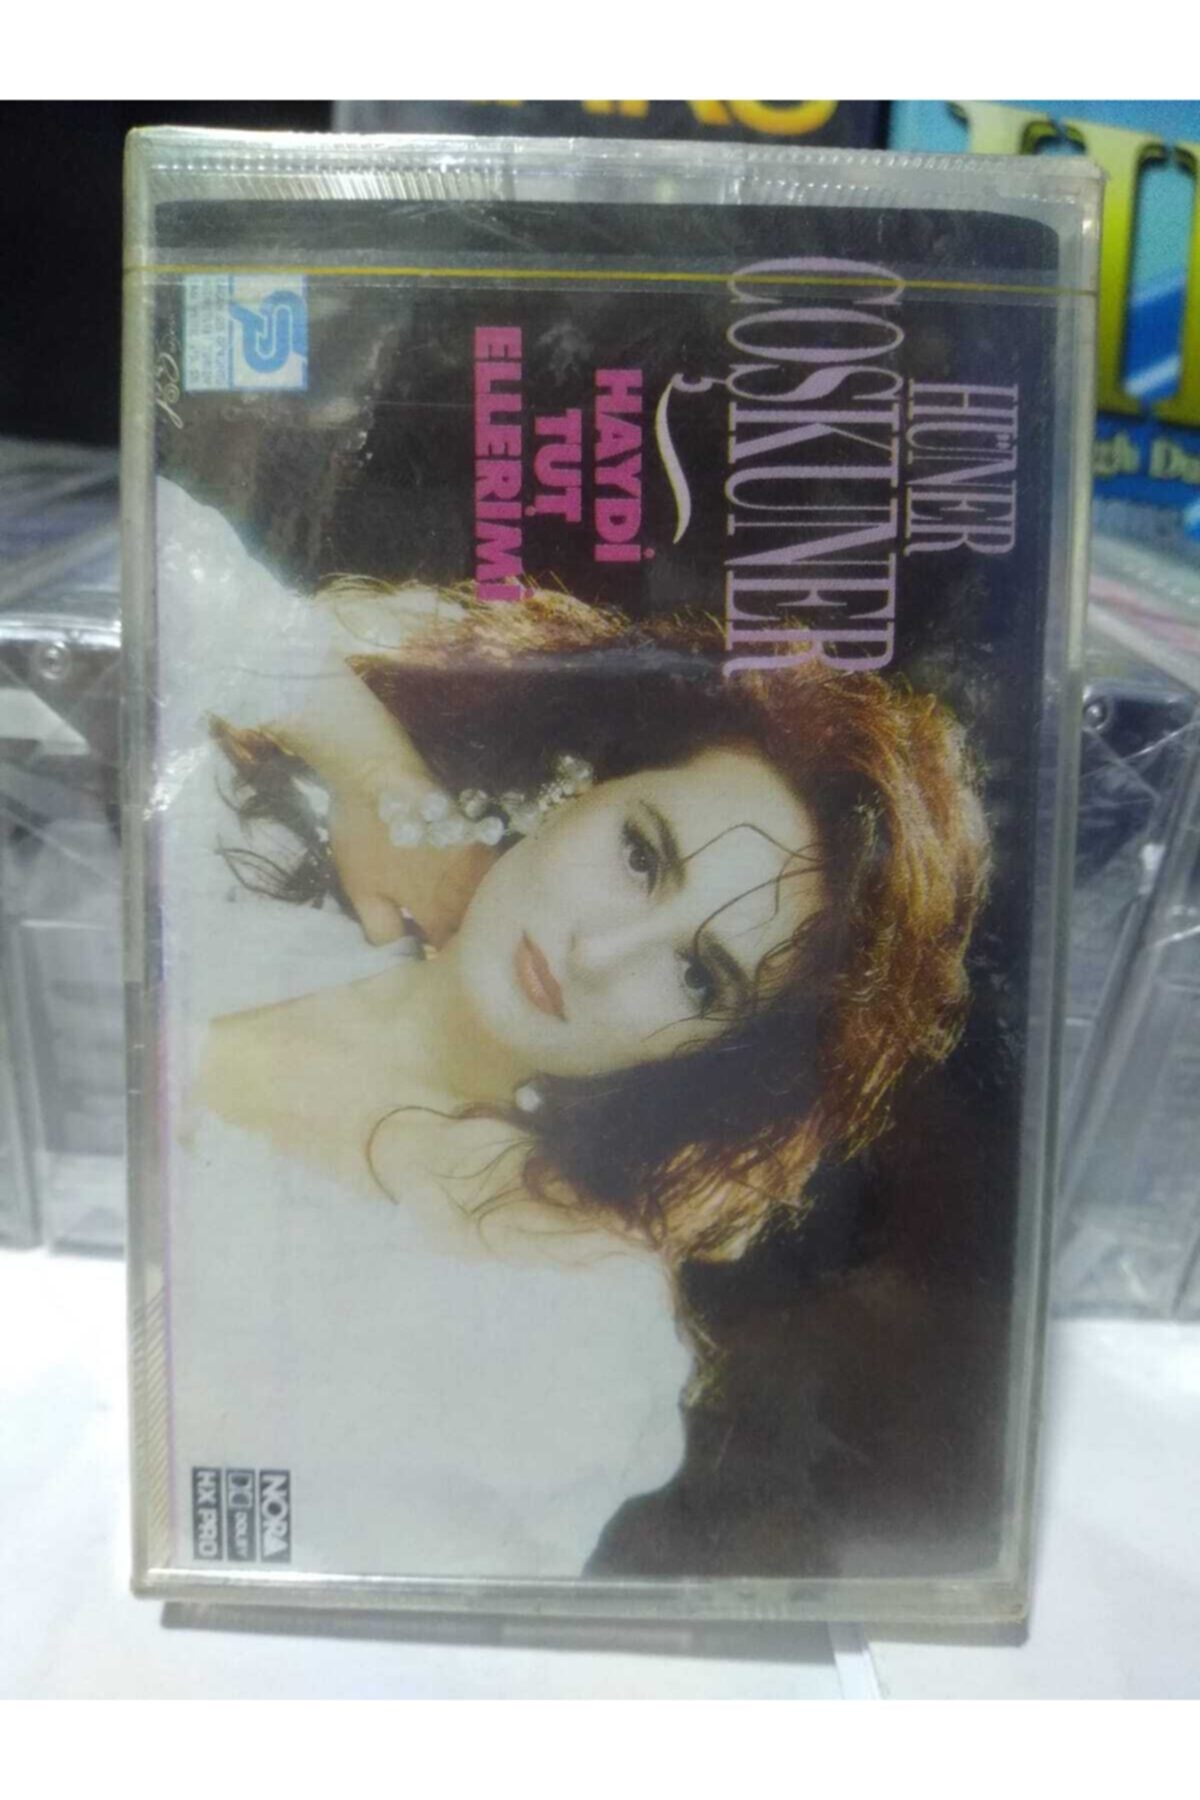 HÜNER
COŞKUNER
HAYDİ
TUT
ELLERİMİ
NORA
DOLBY
HX PRO